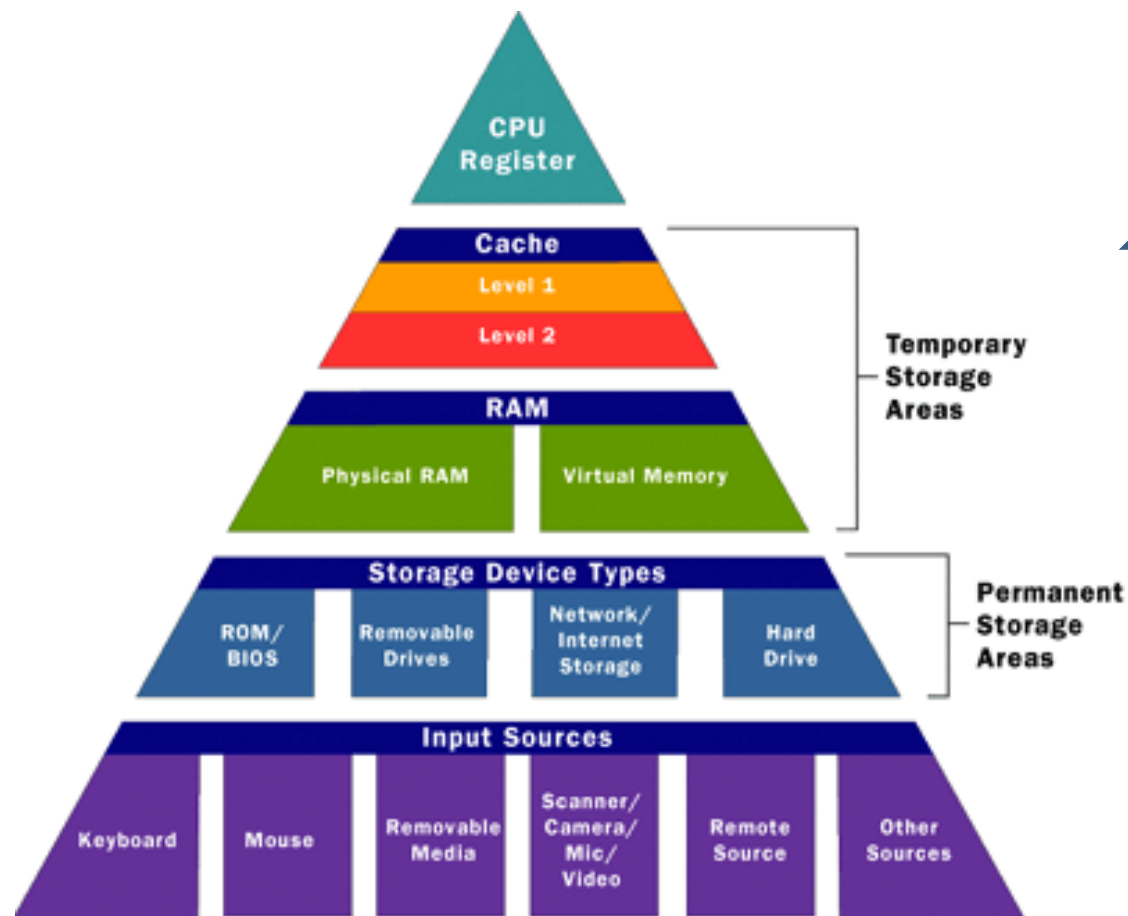 CPU
Register
Cache
Level 1
Level 2
Temporary
Storage
Areas
RAM
Physical RAM
Virtual Memory
Storage Device Types
ROM/
BIOS
Removable
Drives
Network/
Internet
Storage
Hard
Drive
Permanent
Storage
Areas
Input Sources
Keyboard
Mouse
Removable
Media
Scanner/
Camera/
Mic/
Video
Remote
Source
Other
Sources